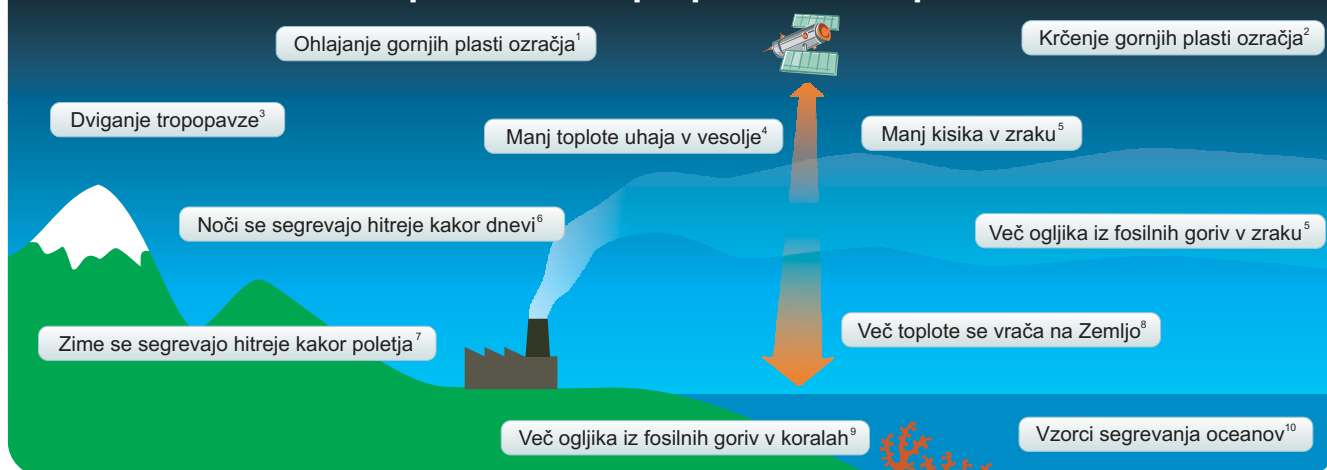 Ohlajanje gornjih plasti ozračja¹
Krčenje gornjih plasti ozračja²
Dviganje tropopavze³
Manj toplote uhaja v vesolje⁴
Manj kisika v zraku⁵
Noči se segrevajo hitreje kakor dnevi⁶
Več ogljika iz fosilnih goriv v zraku⁵
Zime se segrevajo hitreje kakor poletja⁷
Več toplote se vrača na Zemljo⁸
Več ogljika iz fosilnih goriv v koralah⁹
Vzorci segrevanja oceanov¹⁰